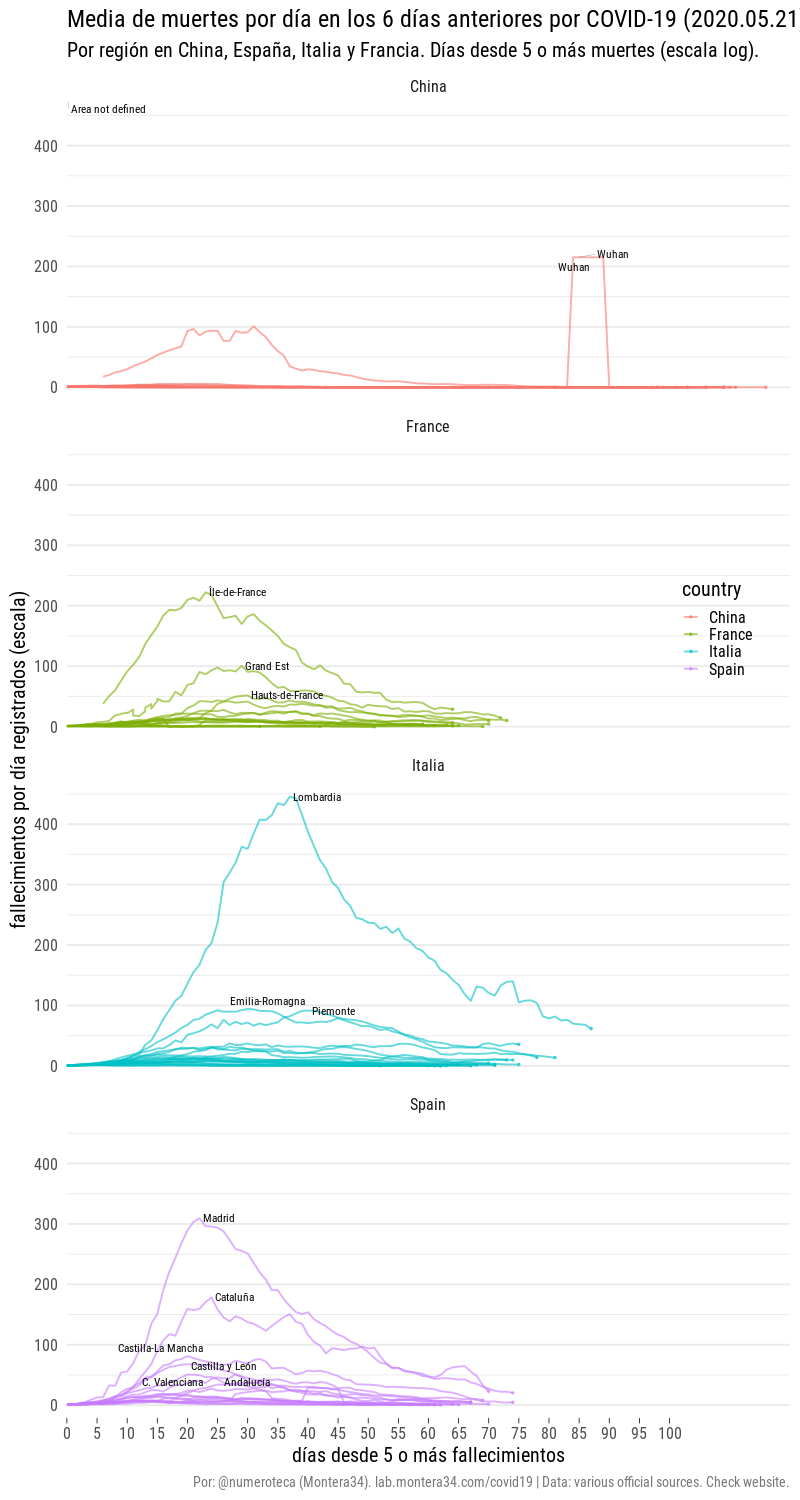 Media de muertes por día en los 6 días anteriores por COVID-19 (2020.05.21)
Por región en China, España, Italia y Francia. Días desde 5 o más muertes (escala log).
China
Area not defined
400
300
200
100
0
Wuhan
Wuhan
France
400
300
200
100
0
Île-de-France
Grand Est
Hauts-de-France
country
China
France
Italia
Spain
fallecimientos por día registrados (escala)
Italia
400
300
200
100
0
Lombardia
Emilia-Romagna
Piemonte
Spain
400
300
200
100
0
Madrid
Cataluña
Castilla-La Mancha
Castilla y León
C. Valenciana
Andalucía
0 5 10 15 20 25 30 35 40 45 50 55 60 65 70 75 80 85 90 95 100
días desde 5 o más fallecimientos
Por: @numeroteca (Montera34). lab.montera34.com/covid19 | Data: various official sources. Check website.